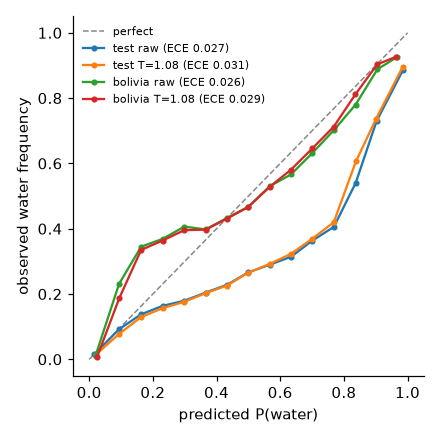 perfect
test raw (ECE 0.027)
test T=1.08 (ECE 0.031)
bolivia raw (ECE 0.026)
bolivia T=1.08 (ECE 0.029)
observed water frequency
1.0
0.8
0.6
0.4
0.2
0.0
0.0 0.2 0.4 0.6 0.8 1.0
predicted P(water)